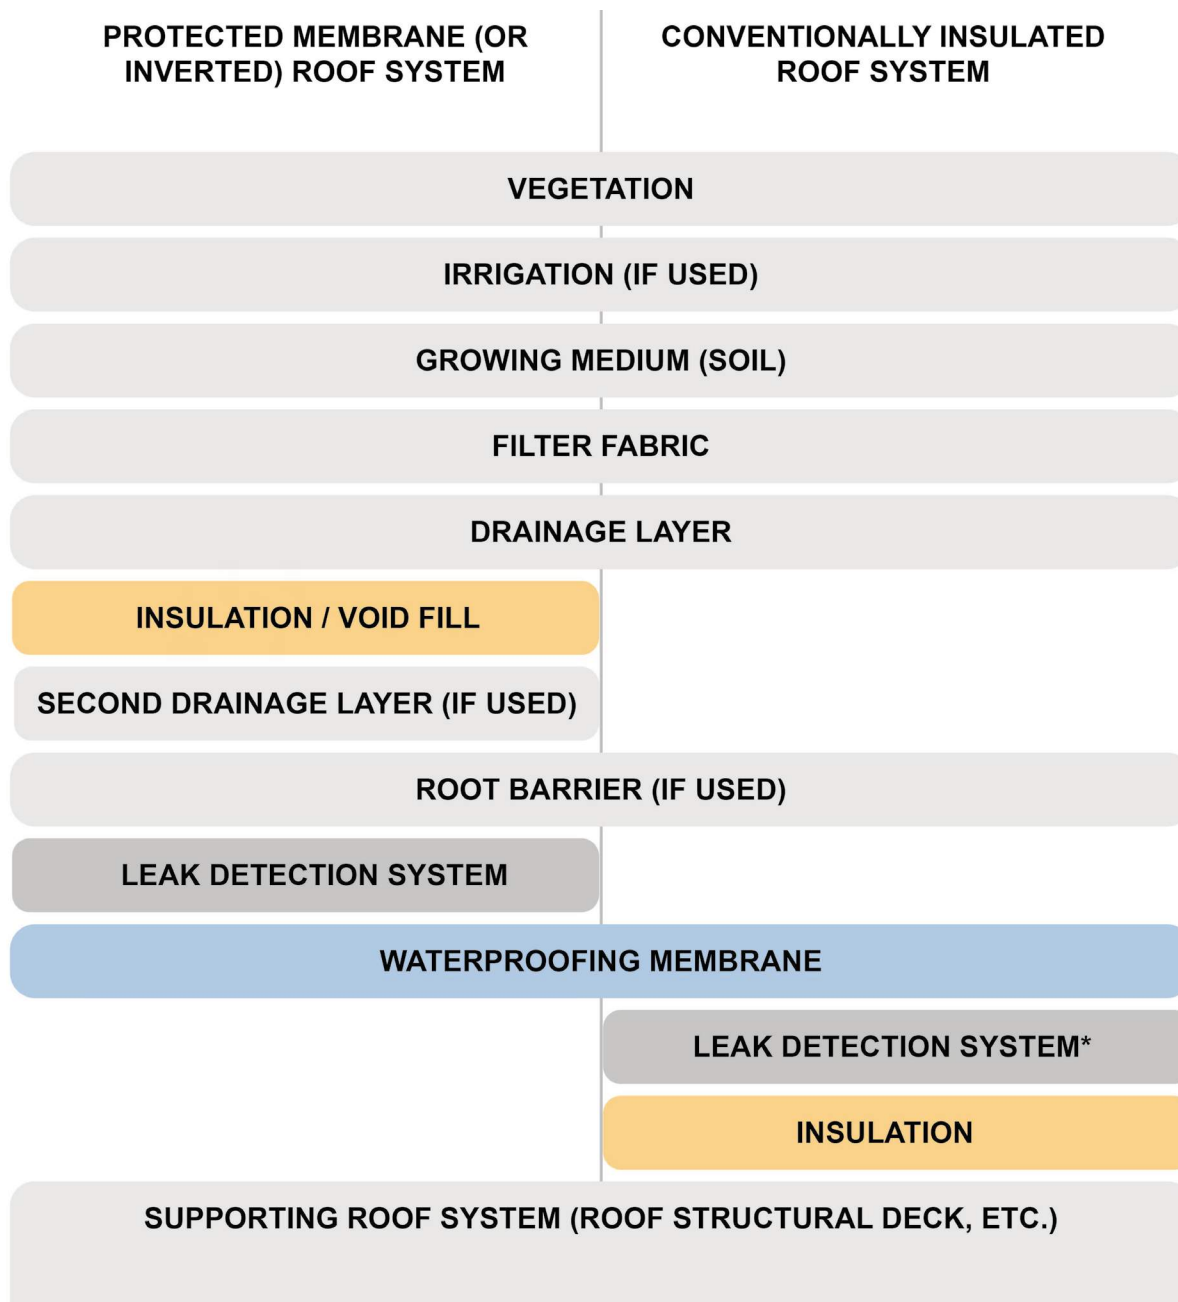 PROTECTED MEMBRANE (OR
INVERTED) ROOF SYSTEM
CONVENTIONALLY INSULATED
ROOF SYSTEM
VEGETATION
IRRIGATION (IF USED)
GROWING MEDIUM (SOIL)
FILTER FABRIC
DRAINAGE LAYER
INSULATION / VOID FILL
SECOND DRAINAGE LAYER (IF USED)
ROOT BARRIER (IF USED)
LEAK DETECTION SYSTEM
WATERPROOFING MEMBRANE
LEAK DETECTION SYSTEM*
INSULATION
SUPPORTING ROOF SYSTEM (ROOF STRUCTURAL DECK, ETC.)